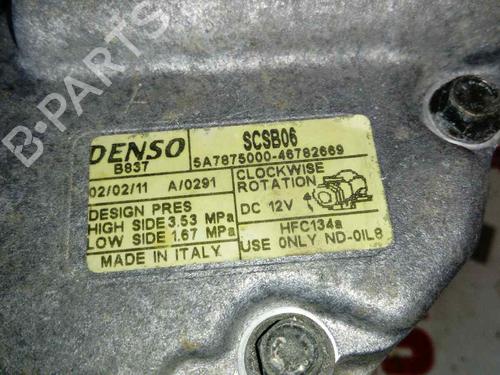 DENSO
B837
SCSB06
5A7875000-46782669
02/02/11 A/0291
CLOCKWISE
ROTATION
DESIGN PRES
HIGH SIDE 3.53 MPa
LOW SIDE 1.67 MPa
DC 12V
HFC134a
MADE IN ITALY
USE ONLY ND-OIL8